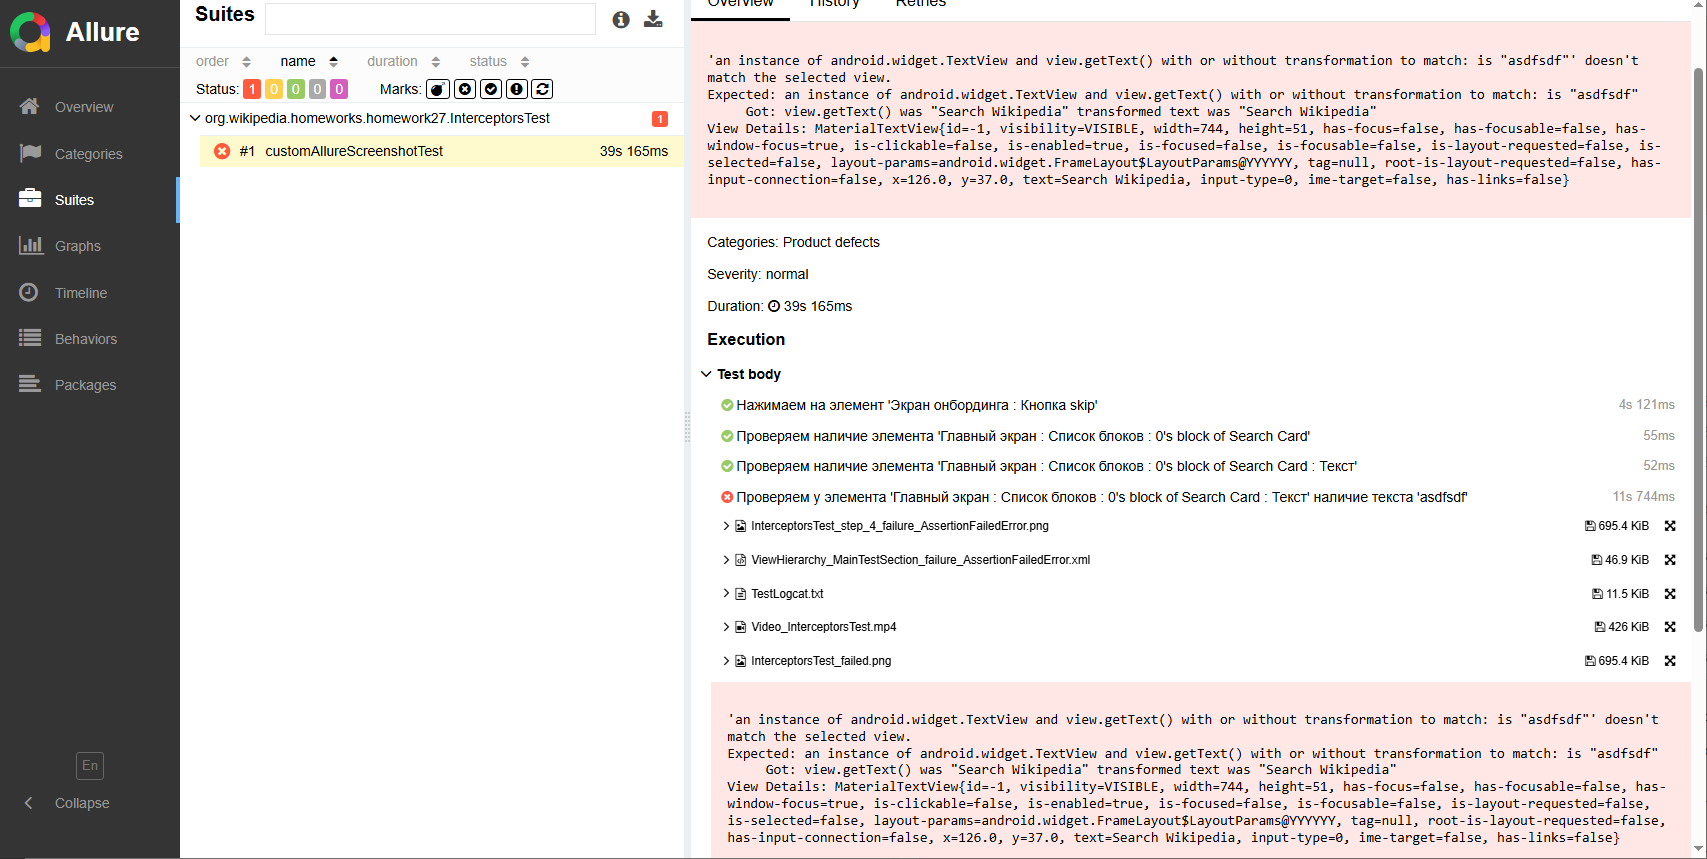 Allure
Overview
Categories
Suites
Graphs
Timeline
Behaviors
Packages
En
Collapse
Suites
order name duration status
Status: 1 0 0 0 0 Marks:
org.wikipedia.homeworks.homework27.InterceptorsTest 1
#1 customAllureScreenshotTest 39s 165ms
Overview History Retries
'an instance of android.widget.TextView and view.getText() with or without transformation to match: is "asdfsdf"' doesn't
match the selected view.
Expected: an instance of android.widget.TextView and view.getText() with or without transformation to match: is "asdfsdf"
Got: view.getText() was "Search Wikipedia" transformed text was "Search Wikipedia"
View Details: MaterialTextView{id=-1, visibility=VISIBLE, width=744, height=51, has-focus=false, has-focusable=false, has-
window-focus=true, is-clickable=false, is-enabled=true, is-focused=false, is-focusable=false, is-layout-requested=false, is-
selected=false, layout-params=android.widget.FrameLayout$LayoutParams@YYYYYY, tag=null, root-is-layout-requested=false, has-
input-connection=false, x=126.0, y=37.0, text=Search Wikipedia, input-type=0, ime-target=false, has-links=false}
Categories: Product defects
Severity: normal
Duration: 39s 165ms
Execution
Test body
Нажимаем на элемент 'Экран онбординга : Кнопка skip' 4s 121ms
Проверяем наличие элемента 'Главный экран : Список блоков : 0's block of Search Card' 55ms
Проверяем наличие элемента 'Главный экран : Список блоков : 0's block of Search Card : Текст' 52ms
Проверяем у элемента 'Главный экран : Список блоков : 0's block of Search Card : Текст' наличие текста 'asdfsdf' 11s 744ms
InterceptorsTest_step_4_failure_AssertionFailedError.png 695.4 KiB
ViewHierarchy_MainTestSection_failure_AssertionFailedError.xml 46.9 KiB
TestLogcat.txt 11.5 KiB
Video_InterceptorsTest.mp4 426 KiB
InterceptorsTest_failed.png 695.4 KiB
'an instance of android.widget.TextView and view.getText() with or without transformation to match: is "asdfsdf"' doesn't
match the selected view.
Expected: an instance of android.widget.TextView and view.getText() with or without transformation to match: is "asdfsdf"
Got: view.getText() was "Search Wikipedia" transformed text was "Search Wikipedia"
View Details: MaterialTextView{id=-1, visibility=VISIBLE, width=744, height=51, has-focus=false, has-focusable=false, has-
window-focus=true, is-clickable=false, is-enabled=true, is-focused=false, is-focusable=false, is-layout-requested=false,
is-selected=false, layout-params=android.widget.FrameLayout$LayoutParams@YYYYYY, tag=null, root-is-layout-requested=false,
has-input-connection=false, x=126.0, y=37.0, text=Search Wikipedia, input-type=0, ime-target=false, has-links=false}